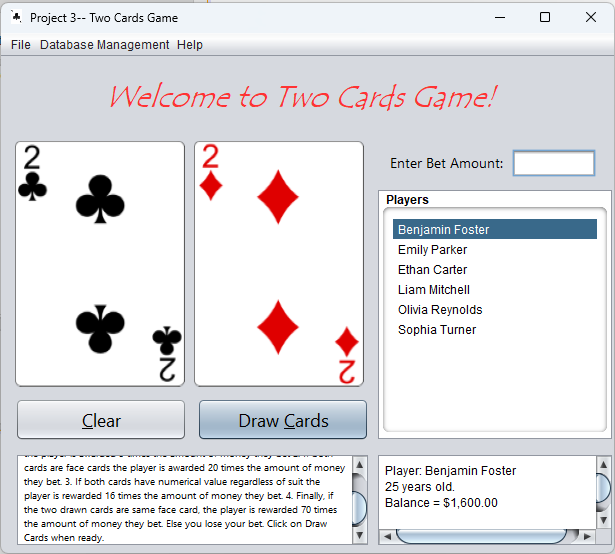 Project 3-- Two Cards Game
File Database Management Help
Welcome to Two Cards Game!
2
2
2
2
Enter Bet Amount:
Players
Benjamin Foster
Emily Parker
Ethan Carter
Liam Mitchell
Olivia Reynolds
Sophia Turner
Clear
Draw Cards
cards are face cards the player is awarded 20 times the amount of money
they bet. 3. If both cards have numerical value regardless of suit the
player is rewarded 16 times the amount of money they bet. 4. Finally, if
the two drawn cards are same face card, the player is rewarded 70 times
the amount of money they bet. Else you lose your bet. Click on Draw
Cards when ready.
Player: Benjamin Foster
25 years old.
Balance = $1,600.00